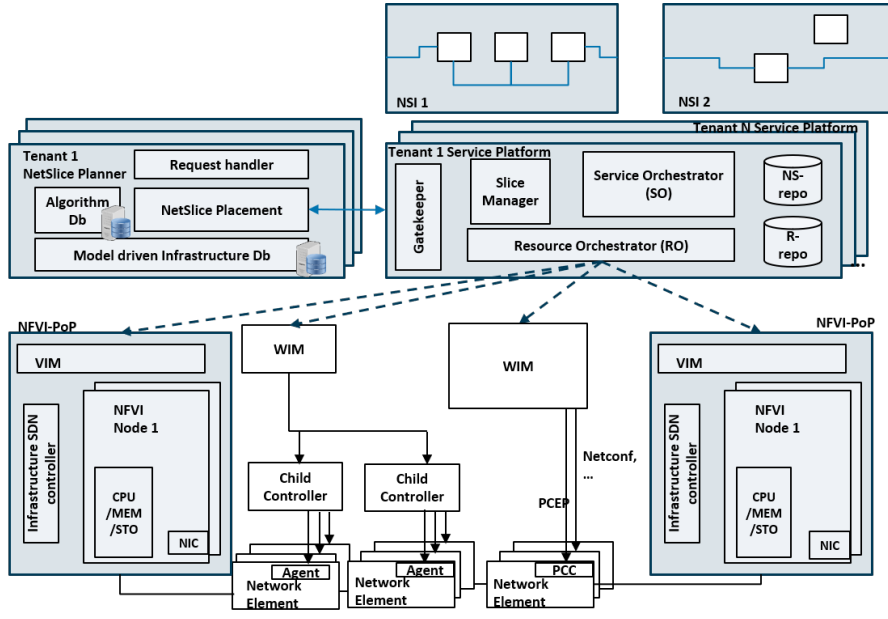 NSI 1
NSI 2
Tenant N Service Platform
Tenant 1
NetSlice Planner
Request handler
Algorithm
Db
NetSlice Placement
Model driven Infrastructure Db
Tenant 1 Service Platform
Gatekeeper
Slice
Manager
Service Orchestrator
(SO)
Resource Orchestrator (RO)
NS-
repo
R-
repo
...
NFVI-PoP
VIM
Infrastructure SDN
controller
NFVI
Node 1
CPU
/MEM
/STO
NIC
WIM
WIM
Child
Controller
Child
Controller
Netconf,
...
PCEP
Agent
Network
Element
Agent
Network
Element
PCC
Network
Element
NFVI-PoP
VIM
Infrastructure SDN
controller
NFVI
Node 1
CPU
/MEM
/STO
NIC